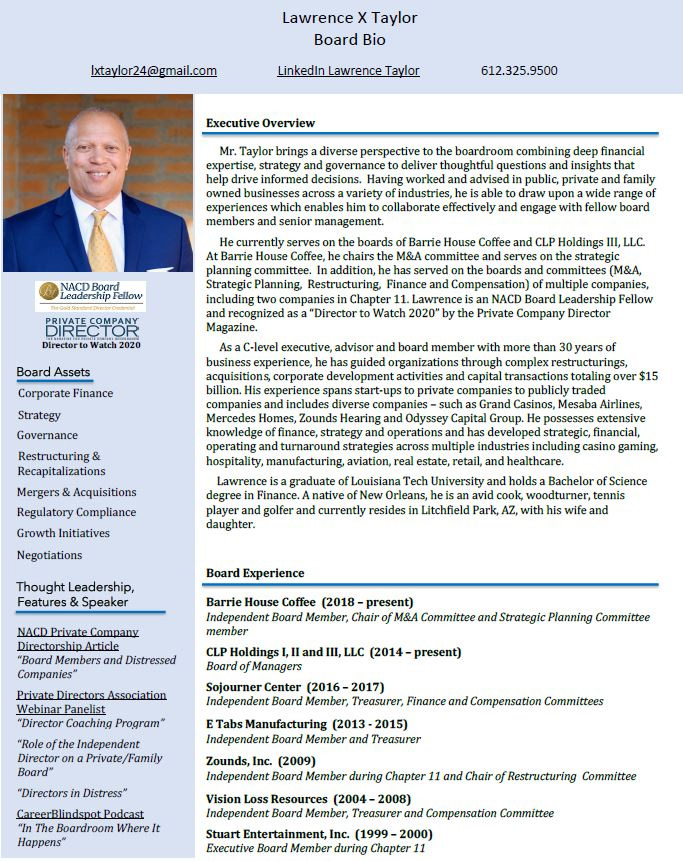 Lawrence X Taylor
Board Bio
lxtaylor24@gmail.com LinkedIn Lawrence Taylor 612.325.9500
NACD Board
Leadership Fellow
The Gold Standard Director Credential
PRIVATE COMPANY
DIRECTOR
Director to Watch 2020
Board Assets
Corporate Finance
Strategy
Governance
Restructuring &
Recapitalizations
Mergers & Acquisitions
Regulatory Compliance
Growth Initiatives
Negotiations
Thought Leadership,
Features & Speaker
NACD Private Company
Directorship Article
“Board Members and Distressed
Companies”
Private Directors Association
Webinar Panelist
“Director Coaching Program”
“Role of the Independent
Director on a Private/Family
Board”
“Directors in Distress”
CareerBlindspot Podcast
“In The Boardroom Where It
Happens”
Executive Overview
Mr. Taylor brings a diverse perspective to the boardroom combining deep financial
expertise, strategy and governance to deliver thoughtful questions and insights that
help drive informed decisions. Having worked and advised in public, private and family
owned businesses across a variety of industries, he is able to draw upon a wide range of
experiences which enables him to collaborate effectively and engage with fellow board
members and senior management.
He currently serves on the boards of Barrie House Coffee and CLP Holdings III, LLC.
At Barrie House Coffee, he chairs the M&A committee and serves on the strategic
planning committee. In addition, he has served on the boards and committees (M&A,
Strategic Planning, Restructuring, Finance and Compensation) of multiple companies,
including two companies in Chapter 11. Lawrence is an NACD Board Leadership Fellow
and recognized as a “Director to Watch 2020” by the Private Company Director
Magazine.
As a C-level executive, advisor and board member with more than 30 years of
business experience, he has guided organizations through complex restructurings,
acquisitions, corporate development activities and capital transactions totaling over $15
billion. His experience spans start-ups to private companies to publicly traded
companies and includes diverse companies – such as Grand Casinos, Mesaba Airlines,
Mercedes Homes, Zounds Hearing and Odyssey Capital Group. He possesses extensive
knowledge of finance, strategy and operations and has developed strategic, financial,
operating and turnaround strategies across multiple industries including casino gaming,
hospitality, manufacturing, aviation, real estate, retail, and healthcare.
Lawrence is a graduate of Louisiana Tech University and holds a Bachelor of Science
degree in Finance. A native of New Orleans, he is an avid cook, woodturner, tennis
player and golfer and currently resides in Litchfield Park, AZ, with his wife and
daughter.
Board Experience
Barrie House Coffee (2018 – present)
Independent Board Member, Chair of M&A Committee and Strategic Planning Committee
member
CLP Holdings I, II and III, LLC (2014 – present)
Board of Managers
Sojourner Center (2016 – 2017)
Independent Board Member, Treasurer, Finance and Compensation Committees
E Tabs Manufacturing (2013 - 2015)
Independent Board Member and Treasurer
Zounds, Inc. (2009)
Independent Board Member during Chapter 11 and Chair of Restructuring Committee
Vision Loss Resources (2004 – 2008)
Independent Board Member, Treasurer and Compensation Committee
Stuart Entertainment, Inc. (1999 – 2000)
Executive Board Member during Chapter 11